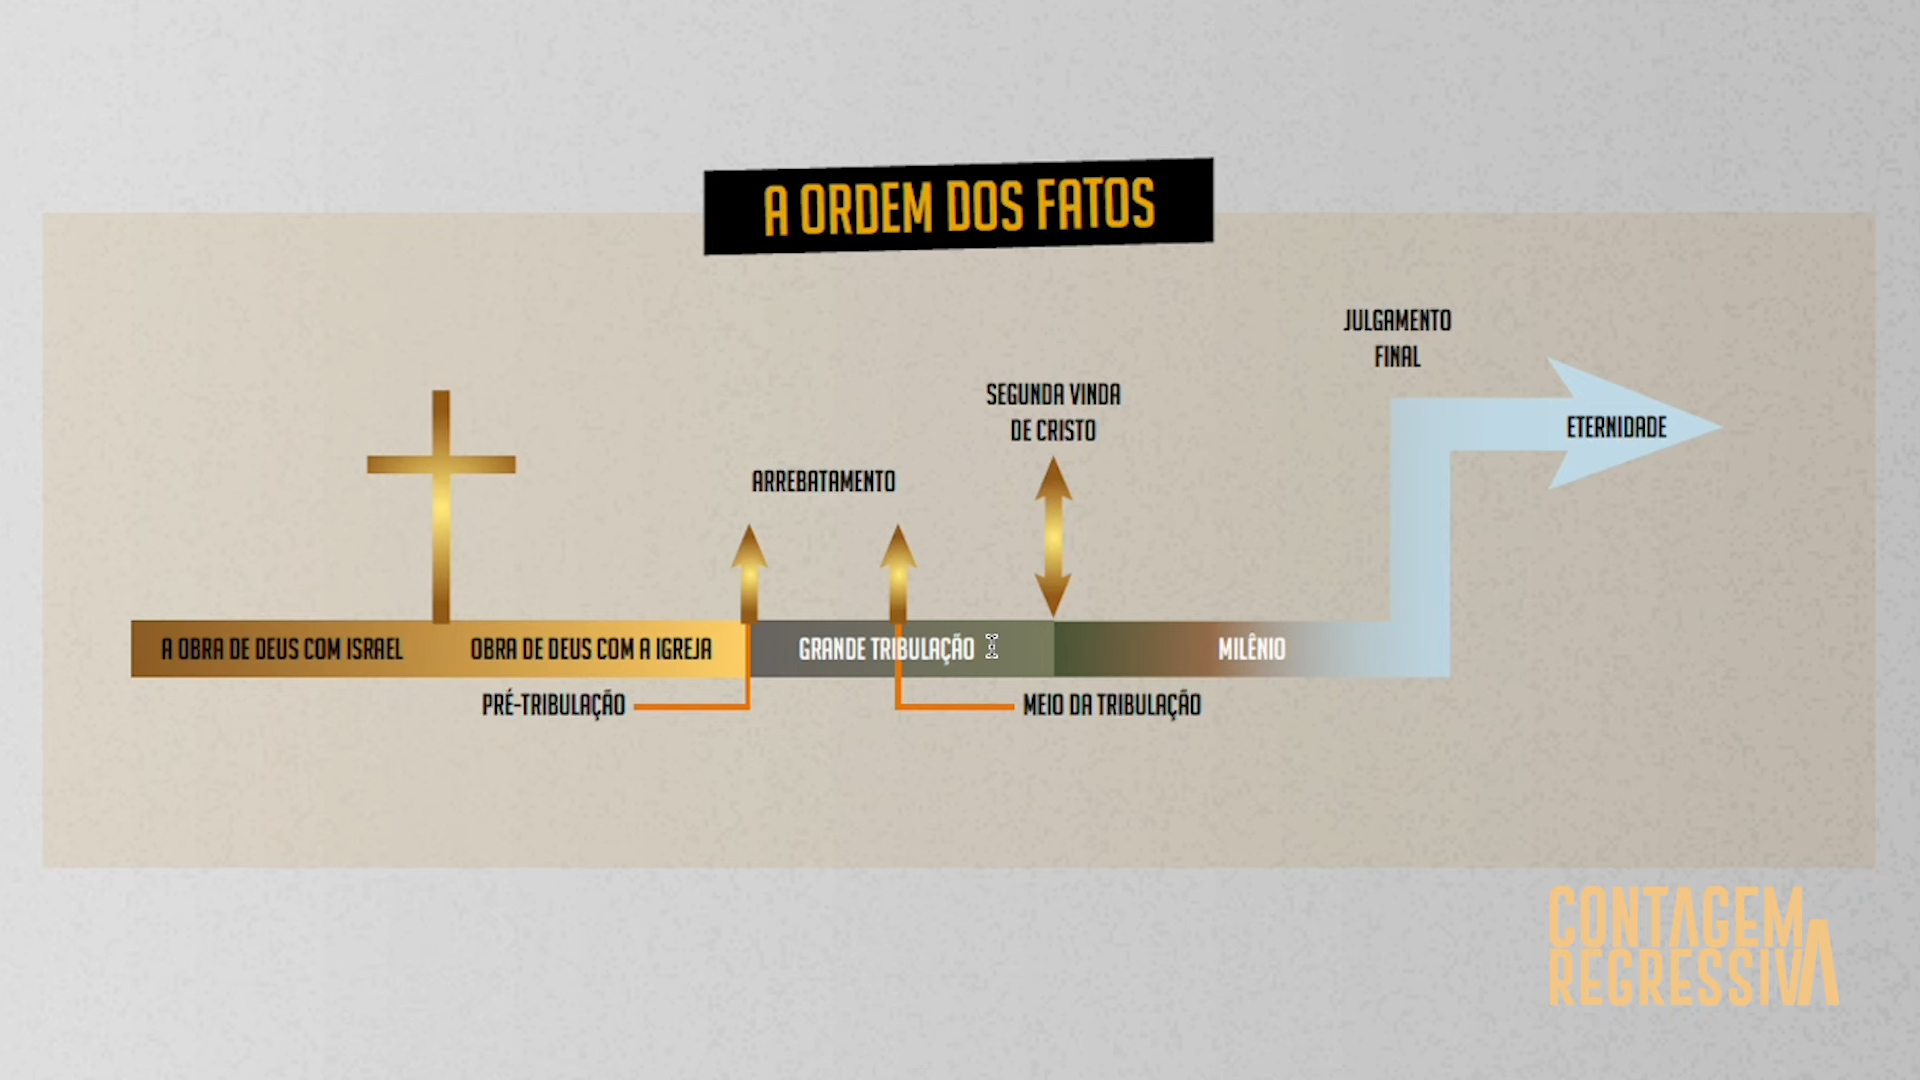 A ORDEM DOS FATOS
JULGAMENTO
FINAL
SEGUNDA VINDA
DE CRISTO
ETERNIDADE
ARREBATAMENTO
A OBRA DE DEUS COM ISRAEL
OBRA DE DEUS COM A IGREJA
GRANDE TRIBULAÇÃO
MILÊNIO
PRÉ-TRIBULAÇÃO
MEIO DA TRIBULAÇÃO
CONTAGEM
REGRESSIVA